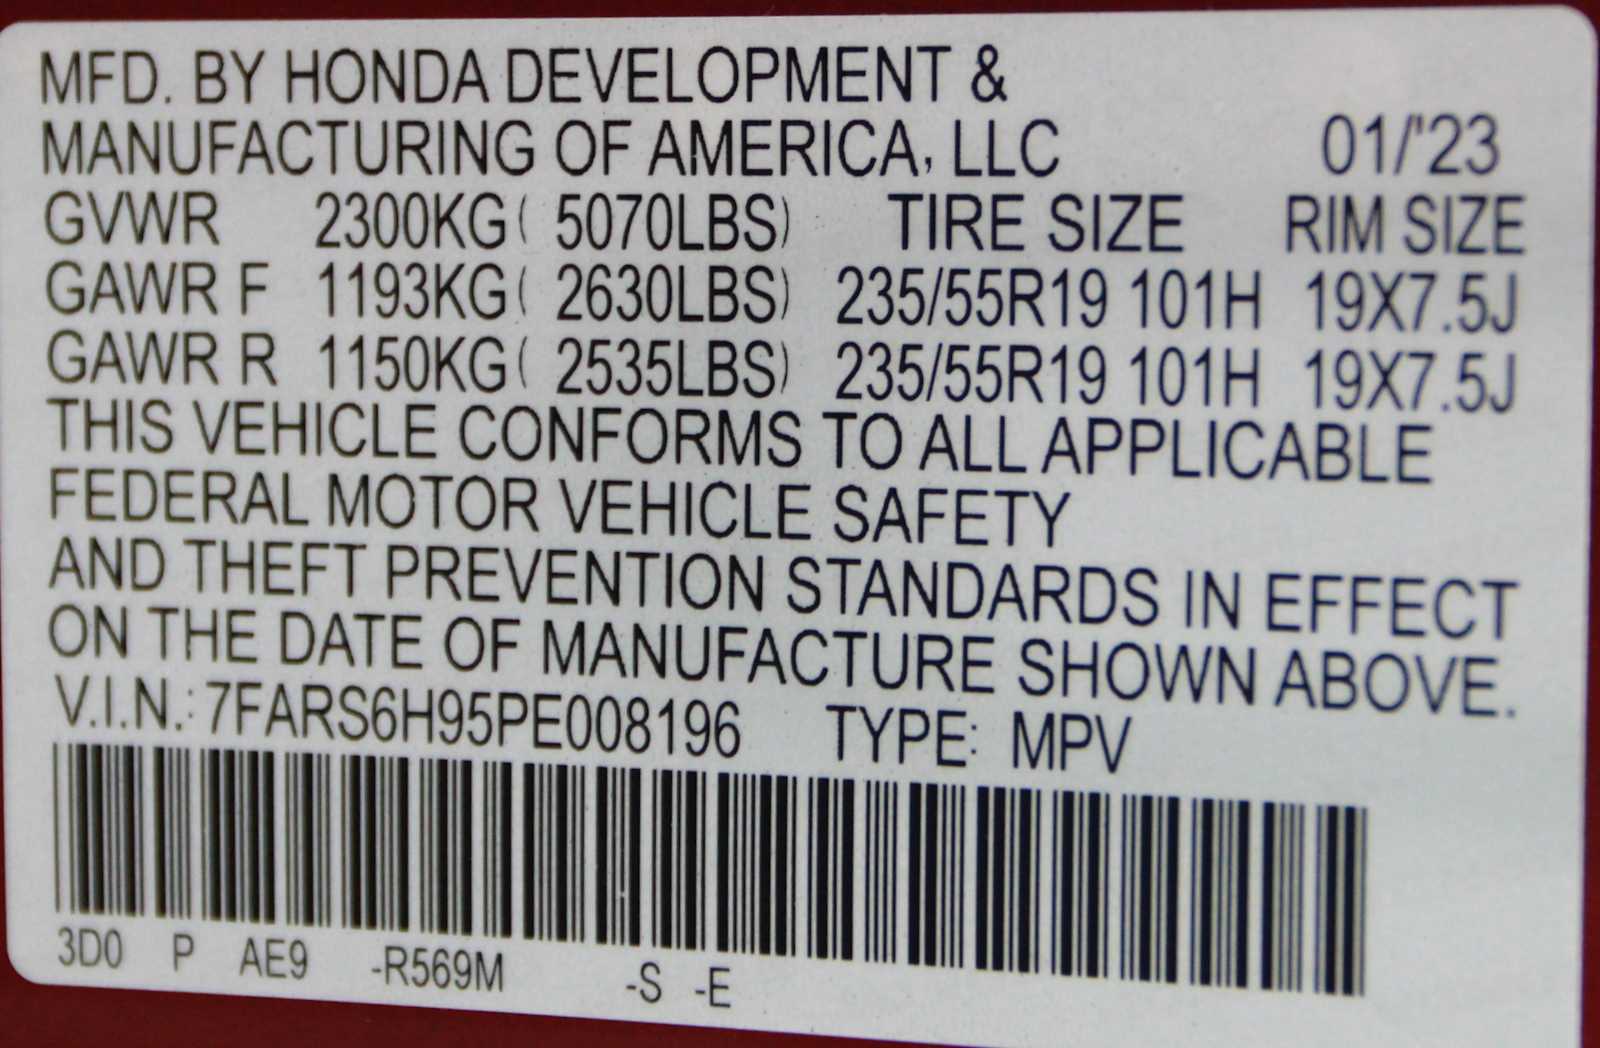 MFD. BY HONDA DEVELOPMENT &
MANUFACTURING OF AMERICA, LLC 01/'23
GVWR 2300KG( 5070LBS) TIRE SIZE RIM SIZE
GAWR F 1193KG( 2630LBS) 235/55R19 101H 19X7.5J
GAWR R 1150KG( 2535LBS) 235/55R19 101H 19X7.5J
THIS VEHICLE CONFORMS TO ALL APPLICABLE
FEDERAL MOTOR VEHICLE SAFETY
AND THEFT PREVENTION STANDARDS IN EFFECT
ON THE DATE OF MANUFACTURE SHOWN ABOVE.
V.I.N.: 7FARS6H95PE008196 TYPE: MPV
3D0 P AE9 -R569M -S -E